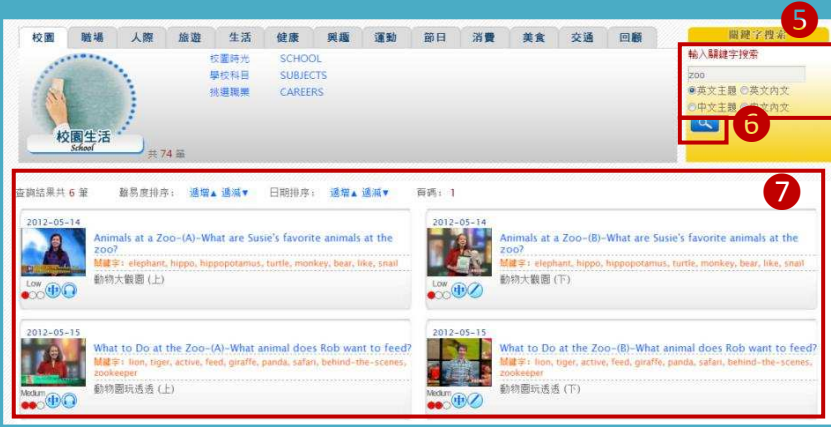 5
校園 職場 人際 旅遊 生活 健康 興趣 運動 節日 消費 美食 交通 回顧
關鍵字搜索
校園時光 SCHOOL
學校科目 SUBJECTS
挑選職業 CAREERS
校園生活
School
共 74 筆
輸入關鍵字搜索
zoo
英文主題 英文內文
中文主題 中文內文
6
7
查詢結果共 6 筆 難易度排序： 遞增▲ 遞減▼ 日期排序： 遞增▲ 遞減▼ 頁碼： 1
2012-05-14
Animals at a Zoo-(A)-What are Susie's favorite animals at the zoo?
關鍵字: elephant, hippo, hippopotamus, turtle, monkey, bear, like, snail
動物大觀園 (上)
Low
2012-05-14
Animals at a Zoo-(B)-What are Susie's favorite animals at the zoo?
關鍵字: elephant, hippo, hippopotamus, turtle, monkey, bear, like, snail
動物大觀園 (下)
Low
2012-05-15
What to Do at the Zoo-(A)-What animal does Rob want to feed?
關鍵字: lion, tiger, active, feed, giraffe, panda, safari, behind-the-scenes,
zookeeper
動物園玩透透 (上)
Medium
2012-05-15
What to Do at the Zoo-(B)-What animal does Rob want to feed?
關鍵字: lion, tiger, active, feed, giraffe, panda, safari, behind-the-scenes,
zookeeper
動物園玩透透 (下)
Medium